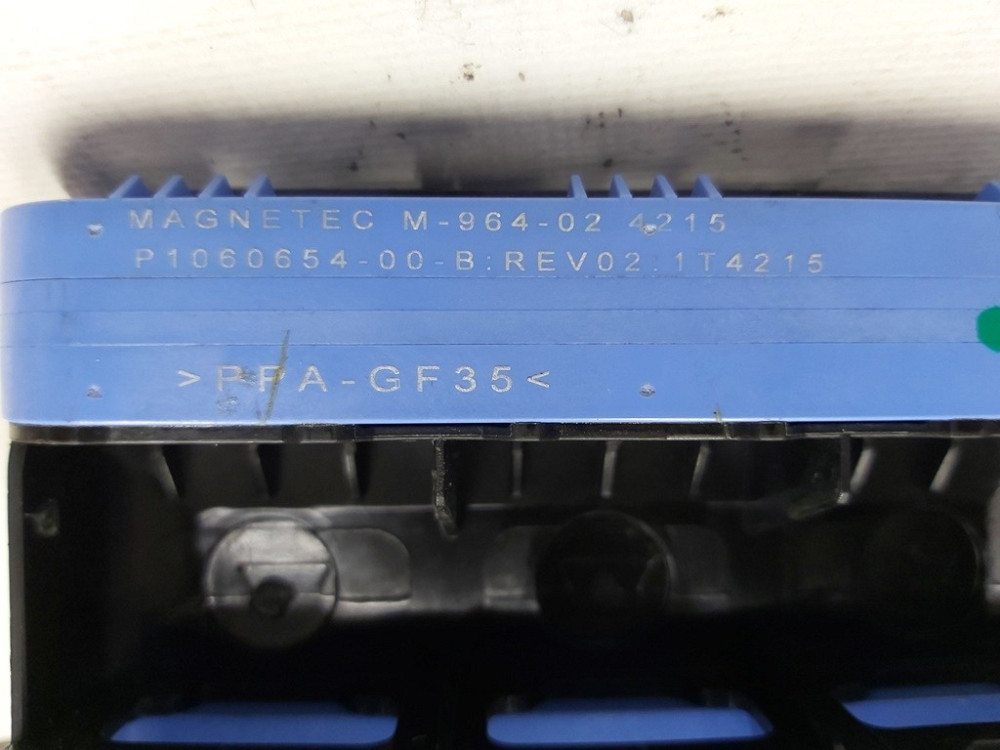 MAGNETEC M-964-02 4215
P1060654-00-B:REV02:1T4215
>PPA-GF35<